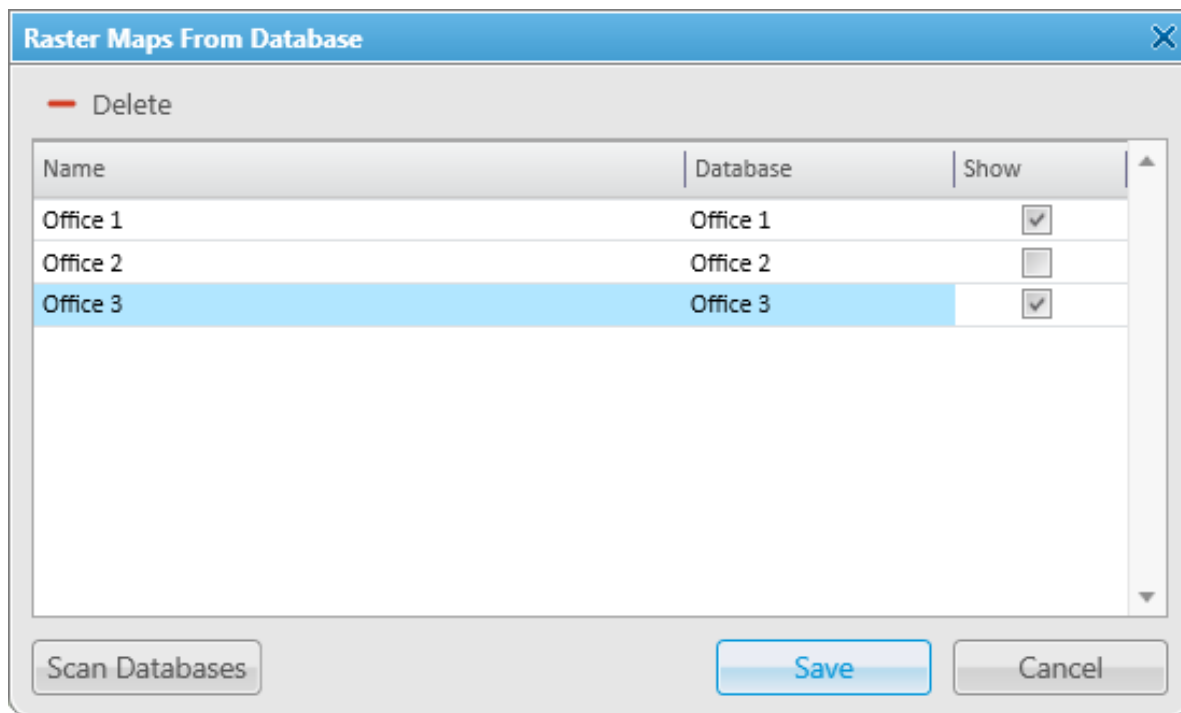 Raster Maps From Database
Delete
Name Database Show
Office 1 Office 1
Office 2 Office 2
Office 3 Office 3
Scan Databases Save Cancel